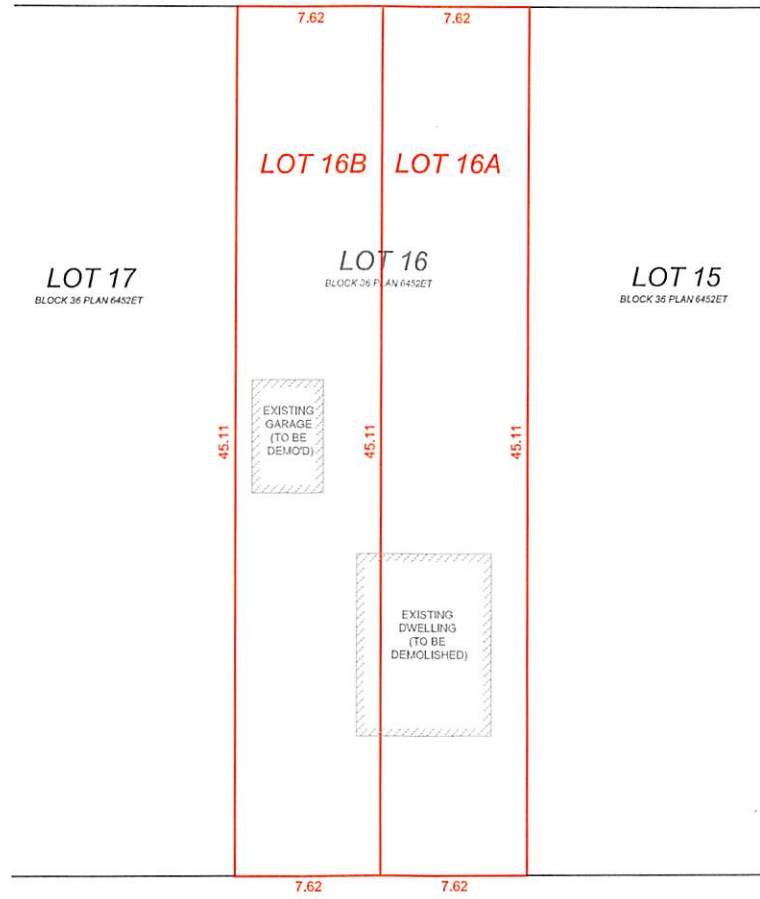 7.62 7.62
LOT 16B LOT 16A
LOT 16
BLOCK 36 PLAN 6452ET
LOT 17
BLOCK 36 PLAN 6452ET
LOT 15
BLOCK 36 PLAN 6452ET
EXISTING
GARAGE
(TO BE
DEMO'D)
45.11 45.11 45.11
EXISTING
DWELLING
(TO BE
DEMOLISHED)
7.62 7.62